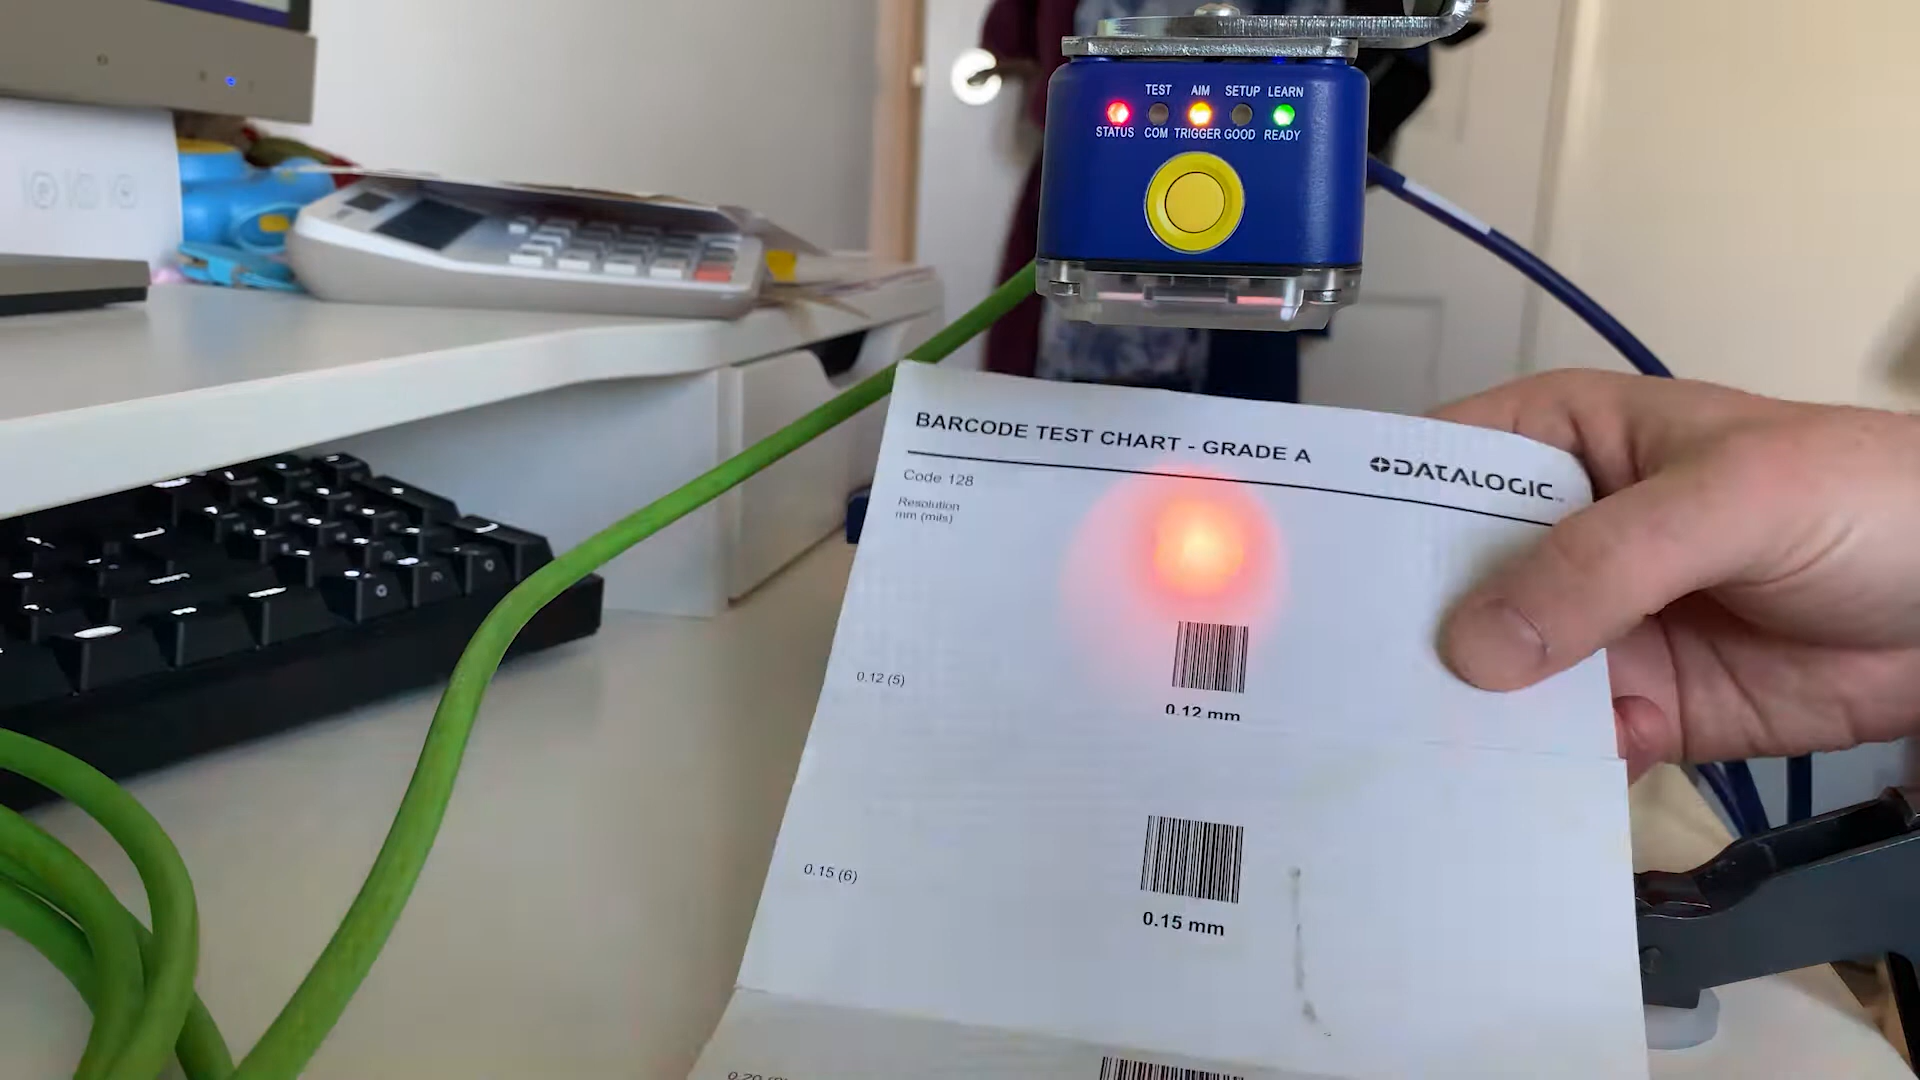 TEST AIM SETUP LEARN
STATUS COM TRIGGER GOOD READY
BARCODE TEST CHART - GRADE A
DATALOGIC
Code 128
Resolution
mm (mils)
0.12 (5)
0.12 mm
0.15 (6)
0.15 mm